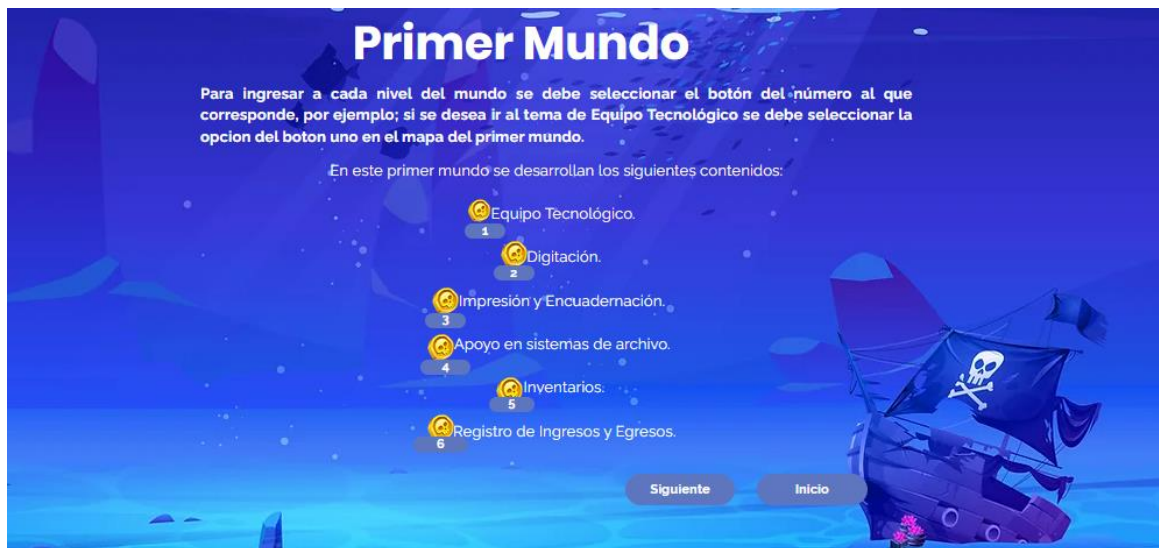 Primer Mundo
Para ingresar a cada nivel del mundo se debe seleccionar el botón del número al que
corresponde, por ejemplo; si se desea ir al tema de Equipo Tecnológico se debe seleccionar la
opcion del boton uno en el mapa del primer mundo.
En este primer mundo se desarrollan los siguientes contenidos:
Equipo Tecnológico.
1
Digitación.
2
Impresión y Encuadernación.
3
Apoyo en sistemas de archivo.
4
Inventarios.
5
Registro de Ingresos y Egresos.
6
Siguiente Inicio